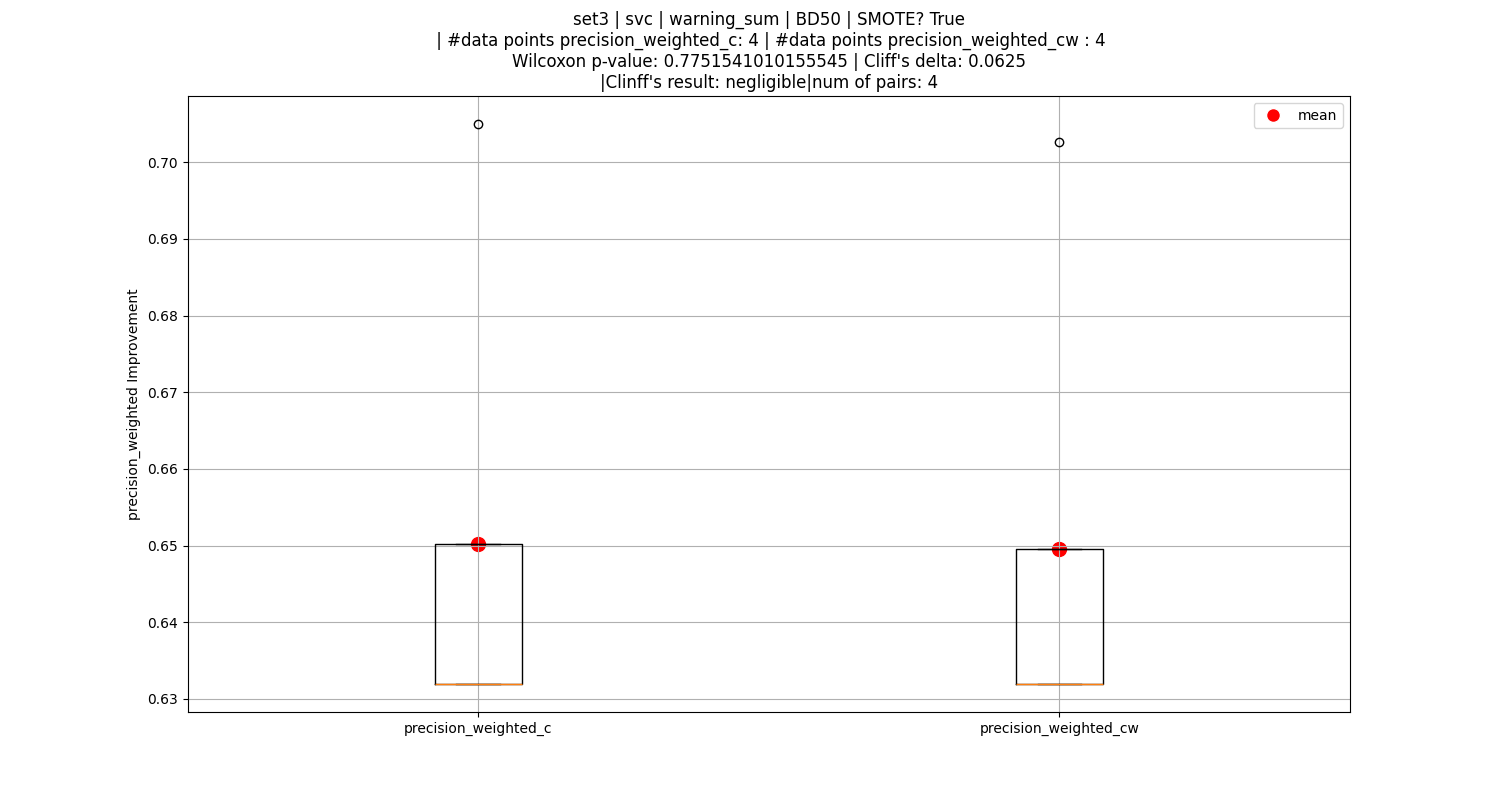 set3 | svc | warning_sum | BD50 | SMOTE? True
| #data points precision_weighted_c: 4 | #data points precision_weighted_cw : 4
Wilcoxon p-value: 0.7751541010155545 | Cliff's delta: 0.0625
|Clinff's result: negligible|num of pairs: 4
mean
0.70
0.69
0.68
0.67
0.66
0.65
0.64
0.63
precision_weighted Improvement
precision_weighted_c
precision_weighted_cw